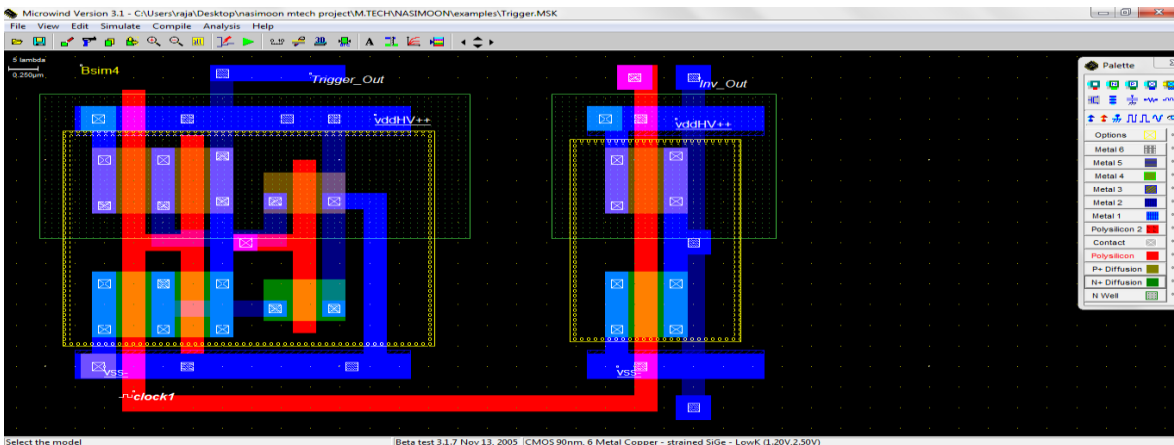 Microwind Version 3.1 - C:\Users\raja\Desktop\nasimoon mtech project\M.TECH\NASIMOON\examples\Trigger.MSK
File View Edit Simulate Compile Analysis Help
5 lambda
0.250µm
Bsim4
Trigger_Out
Inv_Out
vddHV++
vddHV++
vss-
vss-
clock1
Palette
Options
Metal 6
Metal 5
Metal 4
Metal 3
Metal 2
Metal 1
Polysilicon 2
Contact
Polysilicon
P+ Diffusion
N+ Diffusion
N Well
Select the model
Beta test 3.1.7 Nov 13, 2005
CMOS 90nm, 6 Metal Copper - strained SiGe - LowK (1.20V,2.50V)